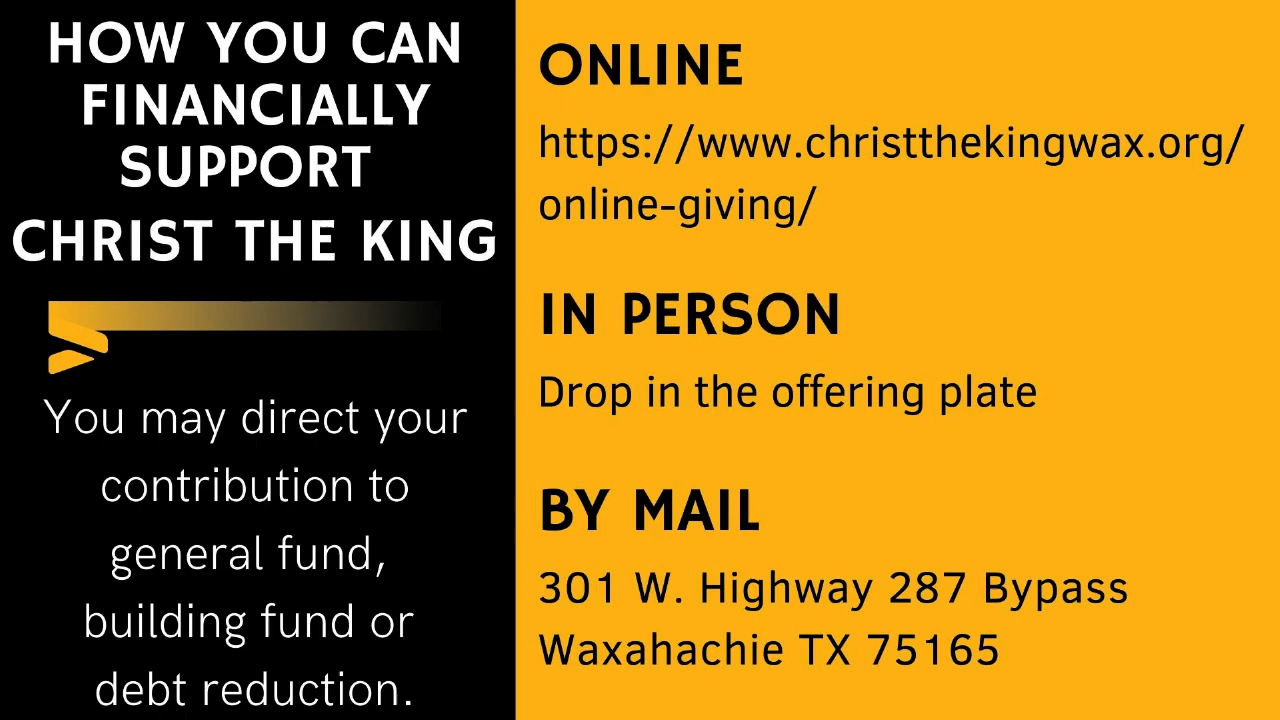 HOW YOU CAN
FINANCIALLY
SUPPORT
CHRIST THE KING
You may direct your
contribution to
general fund,
building fund or
debt reduction.
ONLINE
https://www.christthekingwax.org/
online-giving/
IN PERSON
Drop in the offering plate
BY MAIL
301 W. Highway 287 Bypass
Waxahachie TX 75165